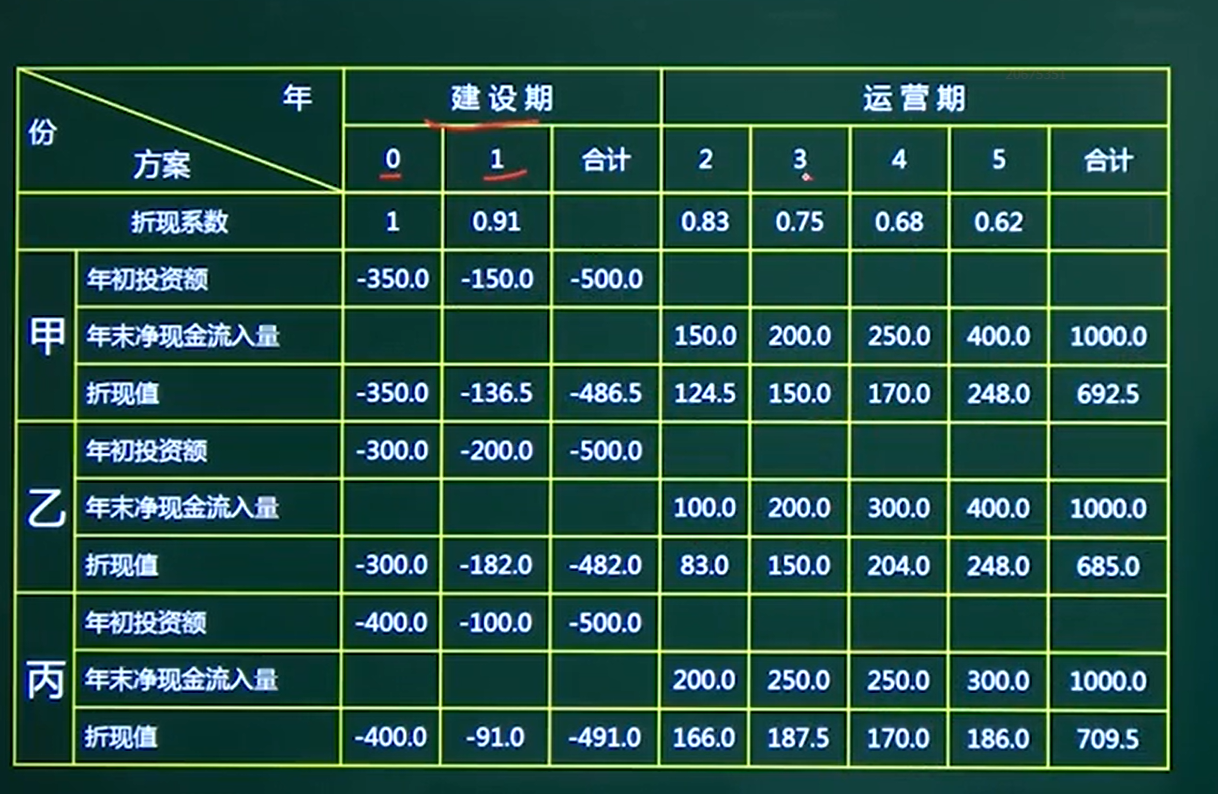 年 建设期 运营期
份
方案 0 1 合计 2 3 4 5 合计
折现系数 1 0.91 0.83 0.75 0.68 0.62
甲
年初投资额 -350.0 -150.0 -500.0
年末净现金流入量 150.0 200.0 250.0 400.0 1000.0
折现值 -350.0 -136.5 -486.5 124.5 150.0 170.0 248.0 692.5
乙
年初投资额 -300.0 -200.0 -500.0
年末净现金流入量 100.0 200.0 300.0 400.0 1000.0
折现值 -300.0 -182.0 -482.0 83.0 150.0 204.0 248.0 685.0
丙
年初投资额 -400.0 -100.0 -500.0
年末净现金流入量 200.0 250.0 250.0 300.0 1000.0
折现值 -400.0 -91.0 -491.0 166.0 187.5 170.0 186.0 709.5